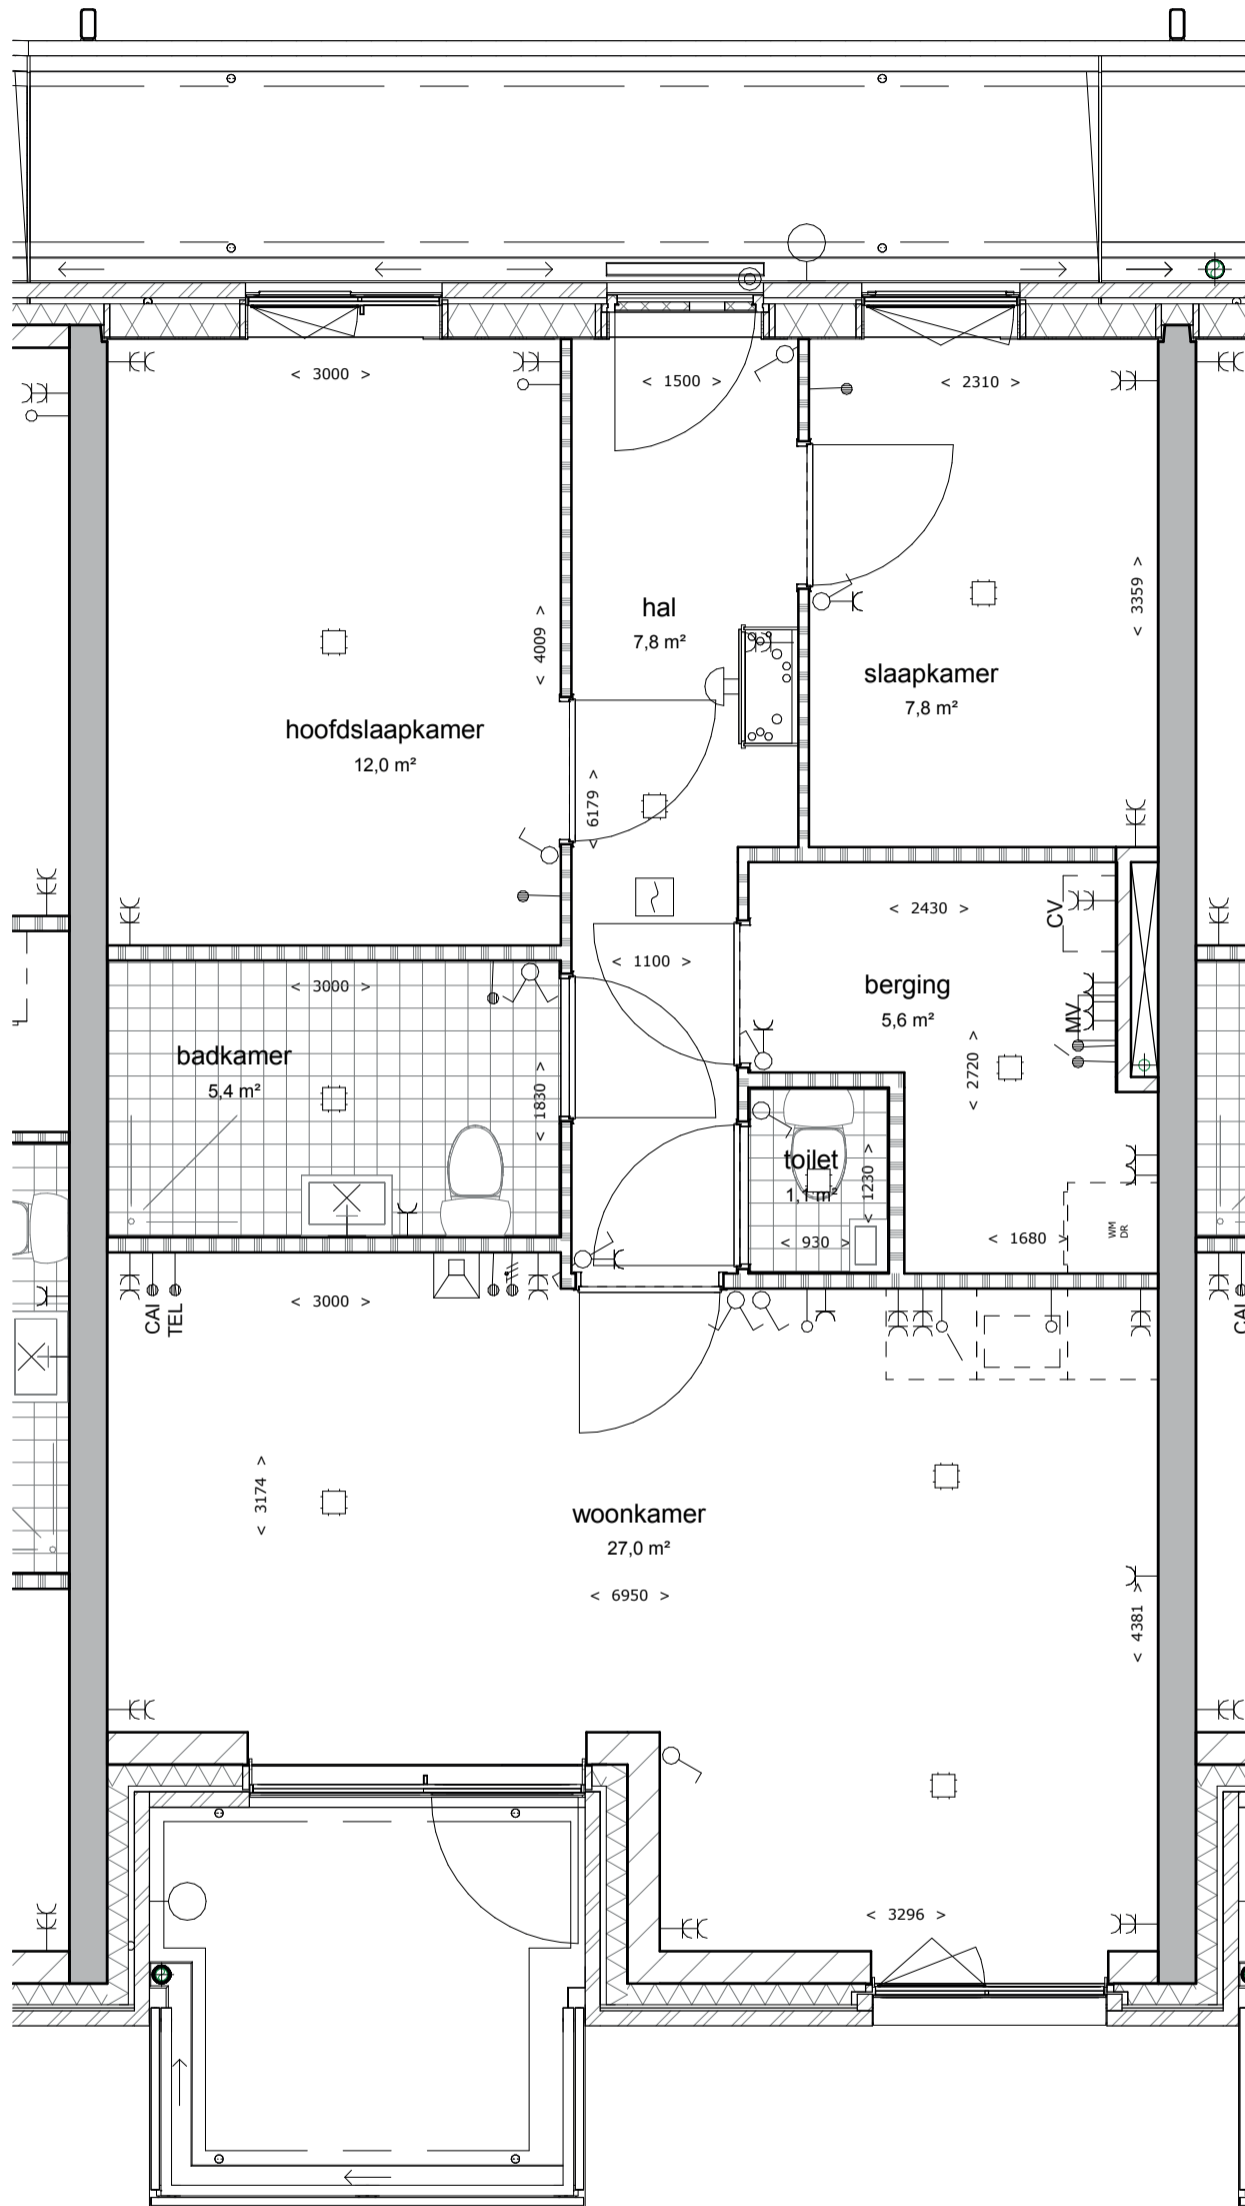 < 3000 >
< 1500 >
< 2310 >
< 3359 >
< 4009 >
hal
7,8 m²
slaapkamer
7,8 m²
hoofdslaapkamer
12,0 m²
< 6179 >
< 2430 >
CV
< 1100 >
< 3000 >
berging
5,6 m²
MV
badkamer
5,4 m²
< 2720 >
< 1830 >
toilet
1,1 m²
< 1230 >
< 930 >
< 1680 >
WM
DR
CAI
TEL
< 3000 >
CAI
< 3174 >
woonkamer
27,0 m²
< 6950 >
< 4381 >
< 3296 >